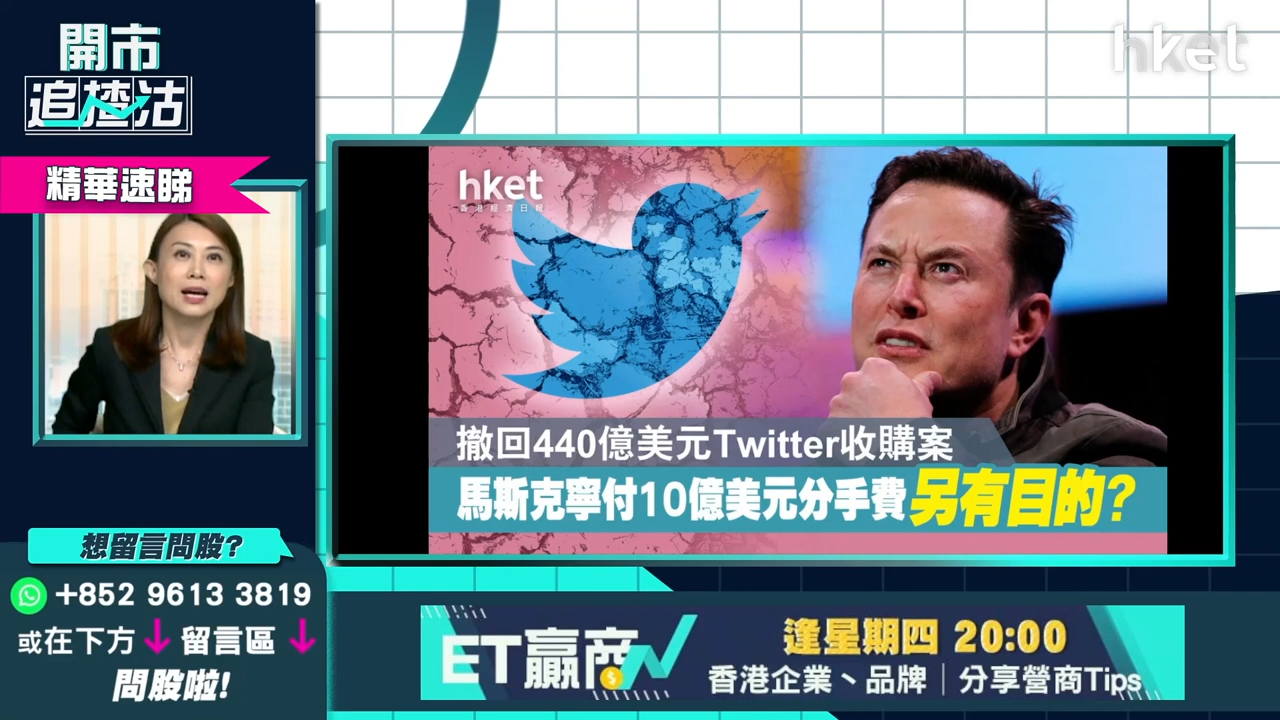 開市
追揸沽
hket
精華速睇
hket
香港經濟日報
撤回440億美元Twitter收購案
馬斯克寧付10億美元分手費另有目的?
想留言問股?
+852 9613 3819
或在下方↓留言區↓
問股啦!
ET贏商
$
逢星期四 20:00
香港企業、品牌｜分享營商Tips